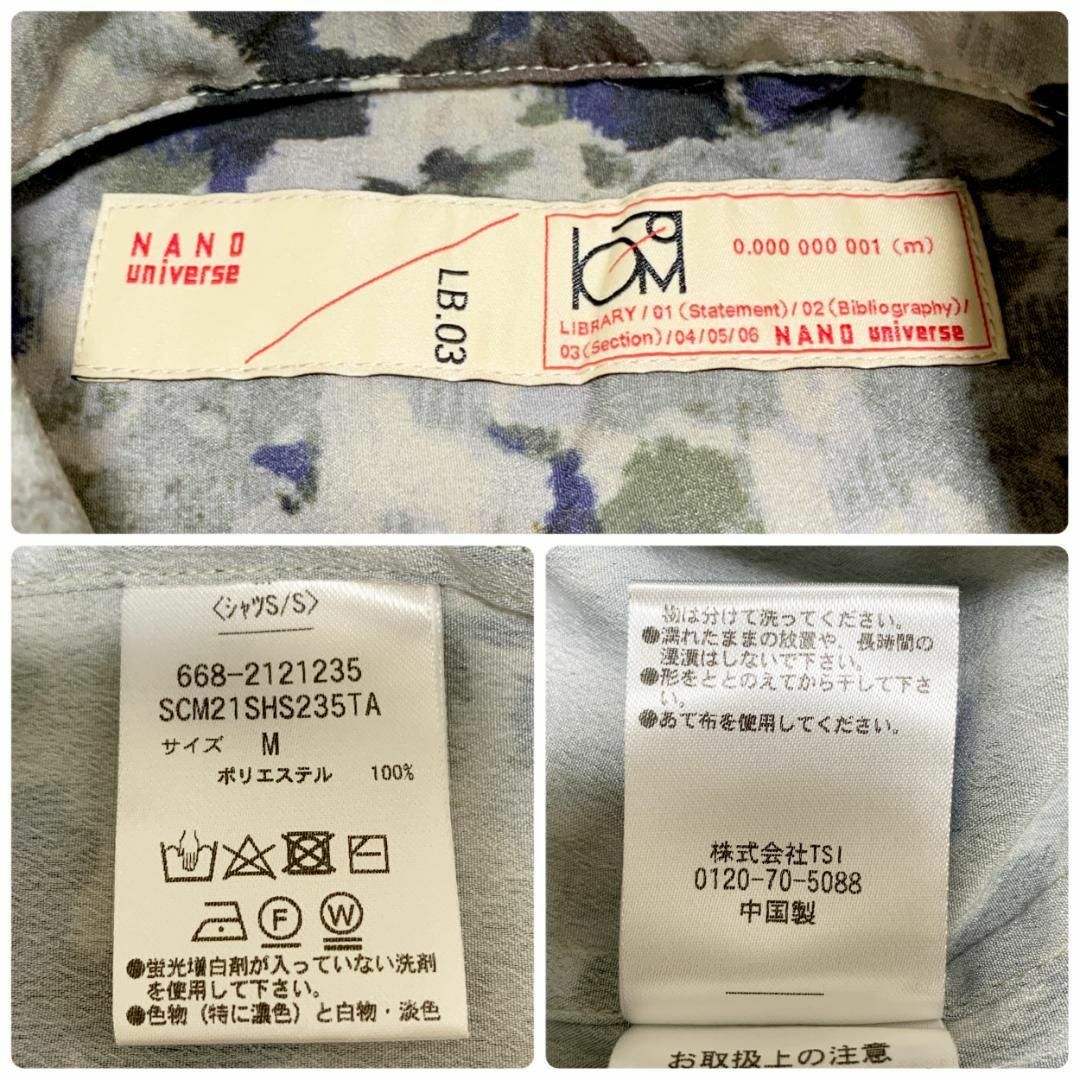 NANO
universe
LB.03
0.000 000 001 (m)
LIBRARY/01(Statement)/02(Bibliography)/
03(Section)/04/05/06 NANO universe
〈シャツS/S〉
668-2121235
SCM21SHS235TA
サイズ M
ポリエステル 100%
F
W
●蛍光増白剤が入っていない洗剤
を使用して下さい。
●色物(特に濃色)と白物・淡色
物は分けて洗ってください。
●濡れたままの放置や、長時間の
浸漬はしないで下さい。
●形をととのえてから干して下さ
い。
●あて布を使用してください。
株式会社TSI
0120-70-5088
中国製
お取扱上の注意